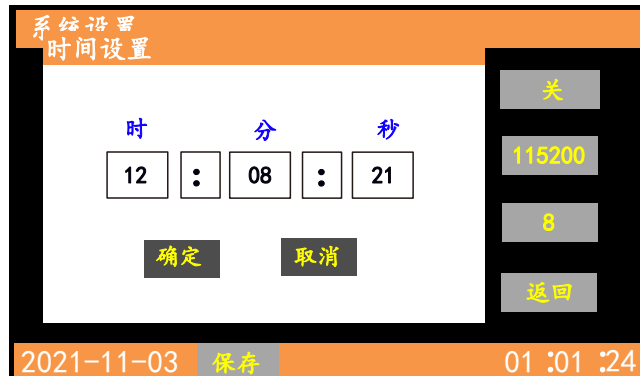 系统设置
时间设置
关
时 分 秒
115200
12 : 08 : 21
8
确定 取消
返回
2021-11-03 保存 01:01:24